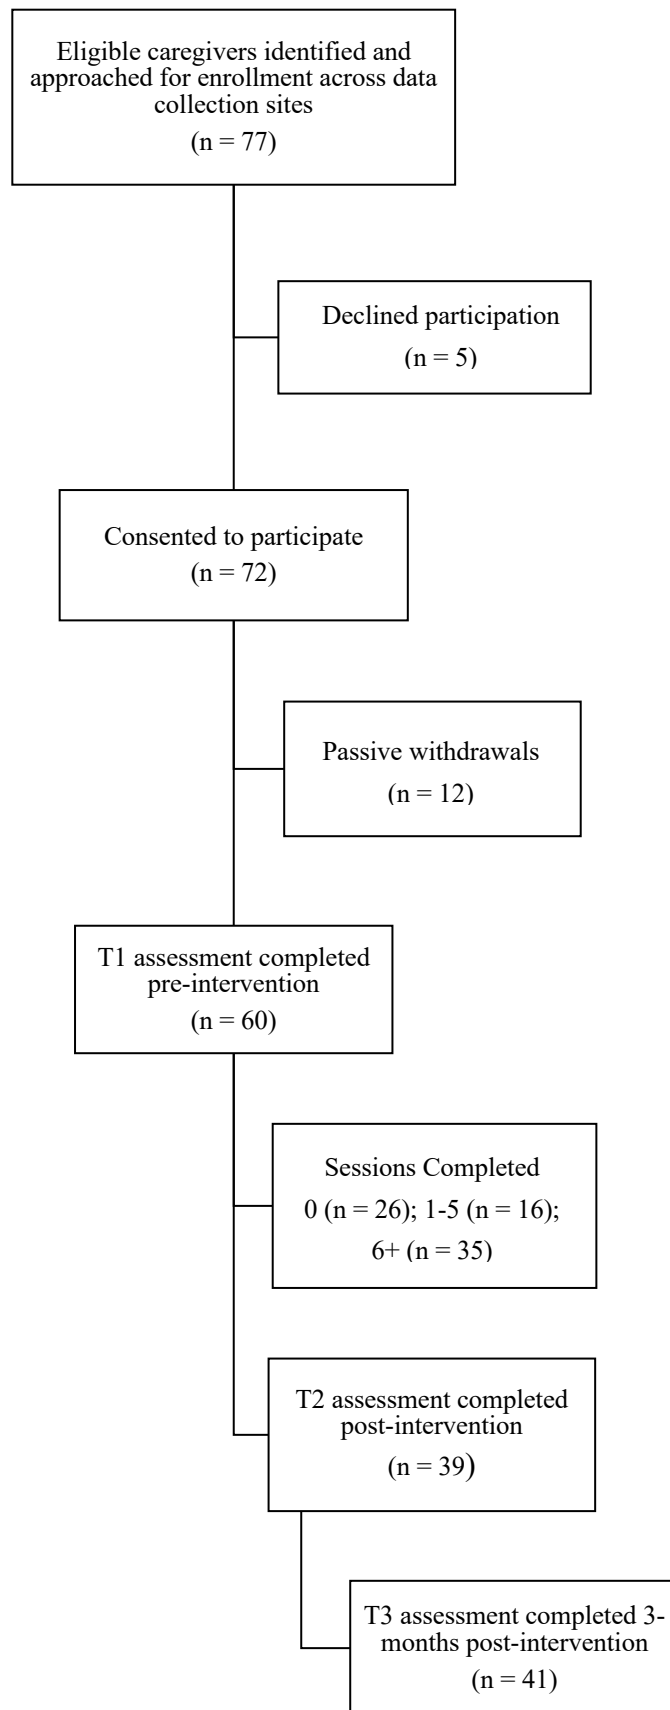 Eligible caregivers identified and
approached for enrollment across data
collection sites
(n = 77)
Declined participation
(n = 5)
Consented to participate
(n = 72)
Passive withdrawals
(n = 12)
T1 assessment completed
pre-intervention
(n = 60)
Sessions Completed
0 (n = 26); 1-5 (n = 16);
6+ (n = 35)
T2 assessment completed
post-intervention
(n = 39)
T3 assessment completed 3-
months post-intervention
(n = 41)